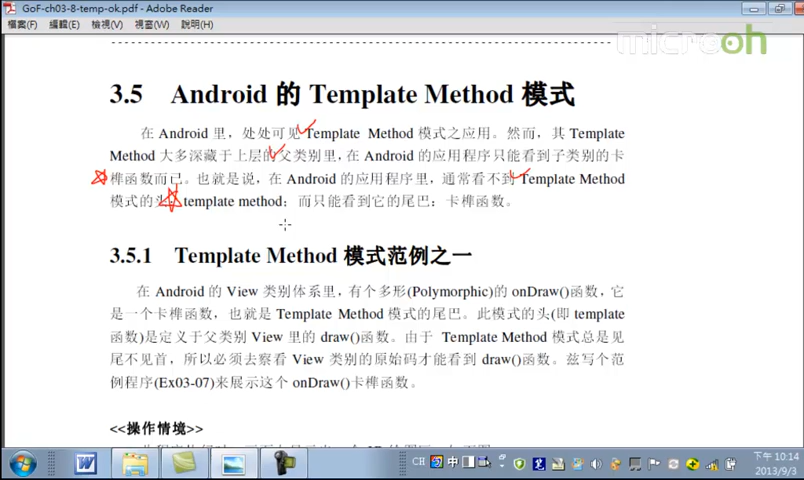 GoF-ch03-8-temp-ok.pdf - Adobe Reader
檔案(F) 編輯(E) 檢視(V) 視窗(W) 說明(H)
microoh
3.5 Android 的 Template Method 模式
在 Android 里，处处可见 Template Method 模式之应用。然而，其 Template
Method 大多深藏于上层的父类别里，在 Android 的应用程序只能看到子类别的卡
榫函数而已。也就是说，在 Android 的应用程序里，通常看不到 Template Method
模式的头：template method；而只能看到它的尾巴：卡榫函数。
3.5.1 Template Method 模式范例之一
在 Android 的 View 类别体系里，有个多形(Polymorphic)的 onDraw()函数，它
是一个卡榫函数，也就是 Template Method 模式的尾巴。此模式的头(即 template
函数)是定义于父类别 View 里的 draw()函数。由于 Template Method 模式总是见
尾不见首，所以必须去察看 View 类别的原始码才能看到 draw()函数。兹写个范
例程序(Ex03-07)来展示这个 onDraw()卡榫函数。
<<操作情境>>
CH 中
下午 10:14
2013/9/3